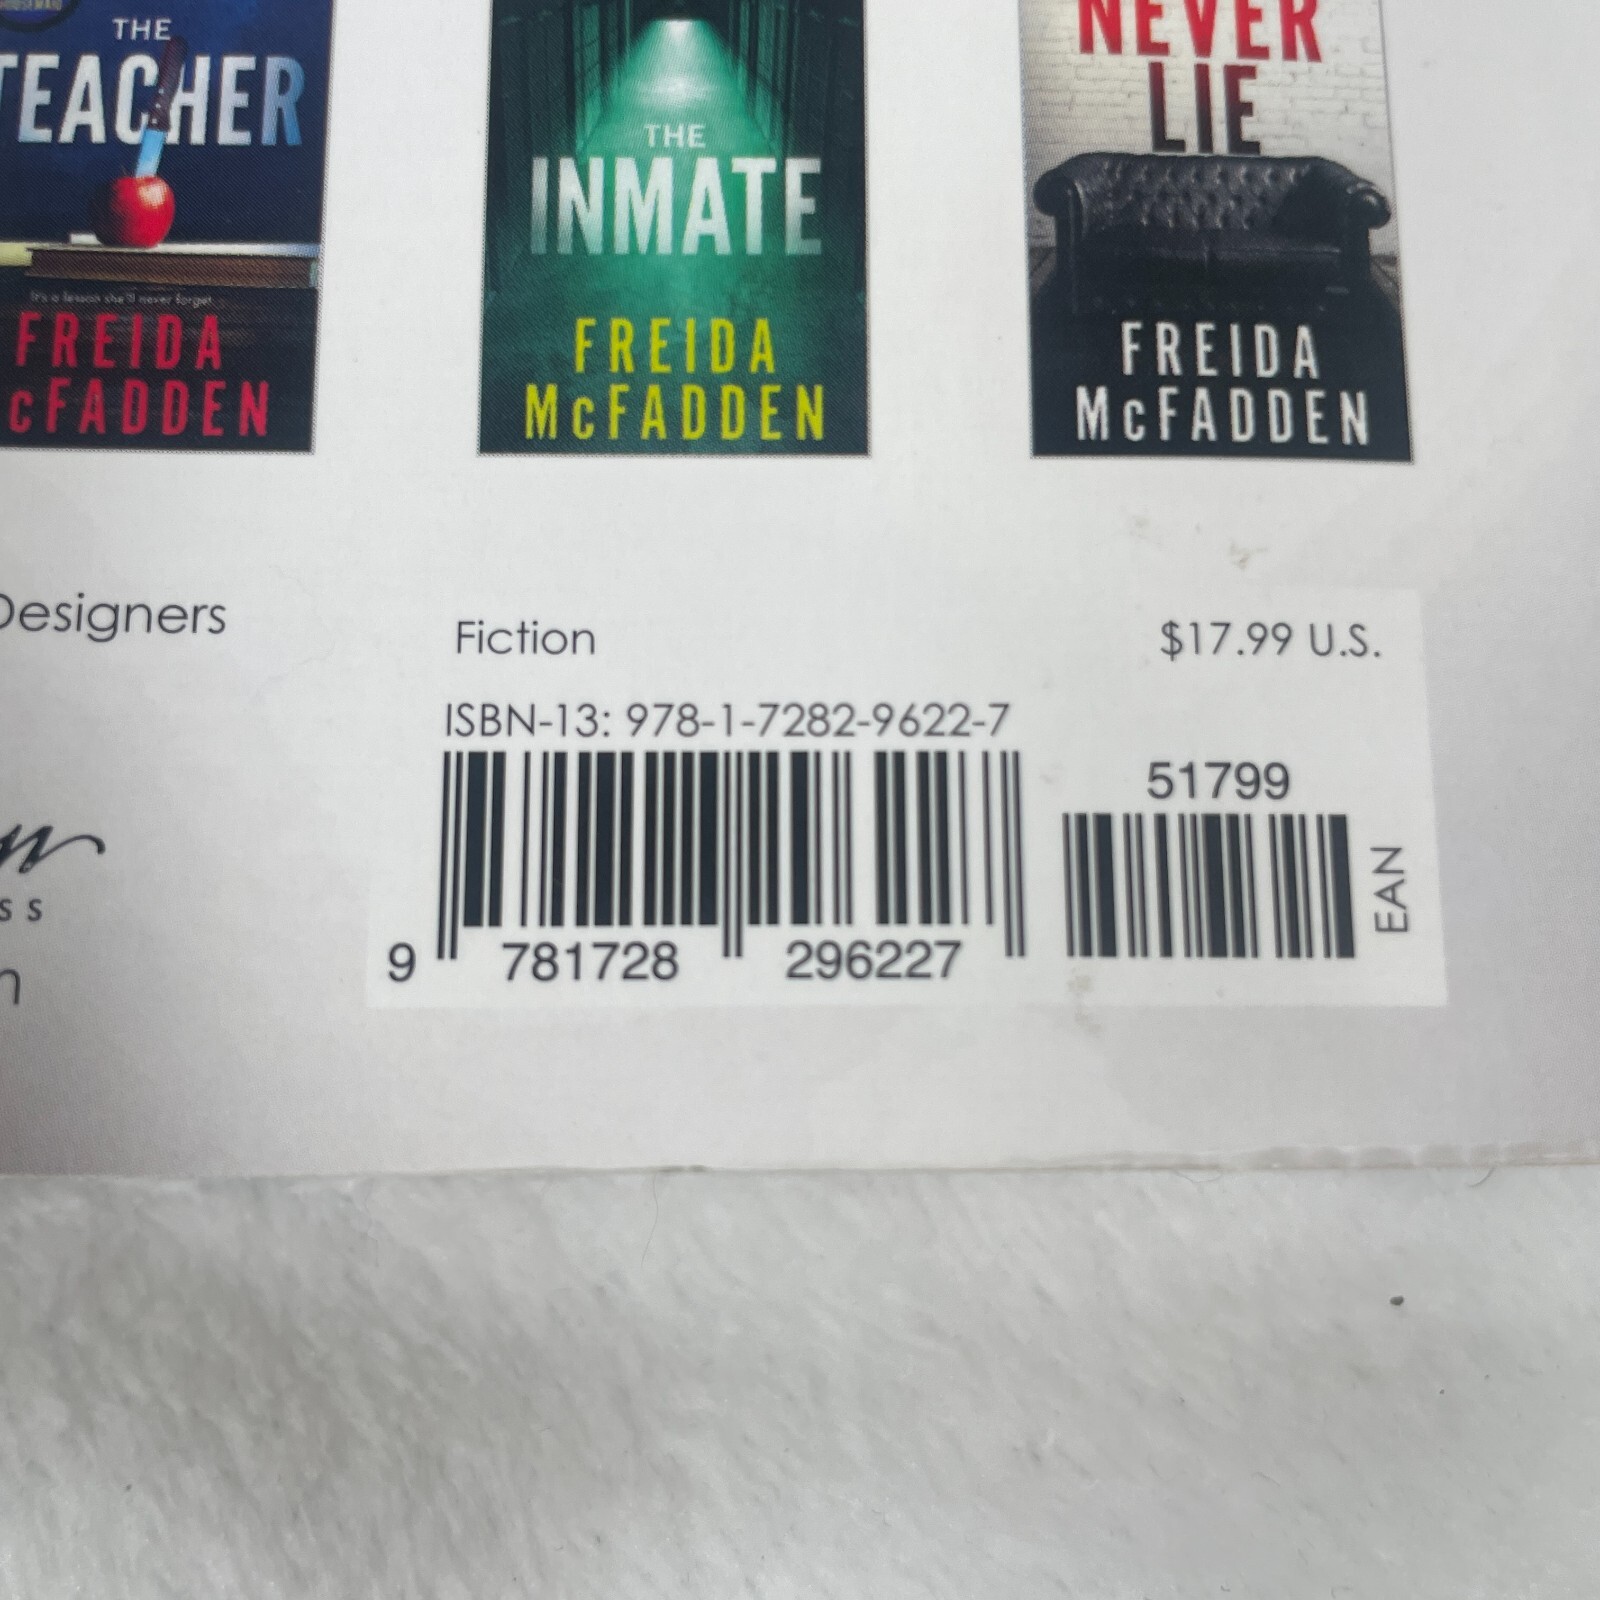 THE
TEACHER
It's a lesson she'll never forget.
FREIDA
McFADDEN
THE
INMATE
FREIDA
McFADDEN
NEVER
LIE
FREIDA
McFADDEN
Designers
Fiction
$17.99 U.S.
ISBN-13: 978-1-7282-9622-7
51799
EAN
9 781728 296227
ss
n